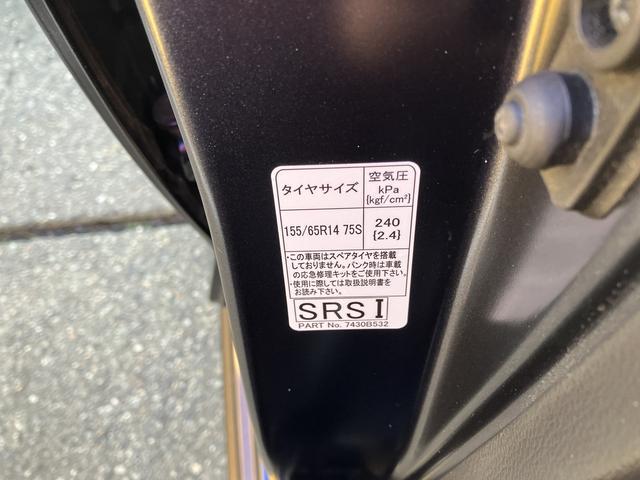 タイヤサイズ
空気圧
kPa
{kgf/cm²}
155/65R14 75S
240
{2.4}
・この車両はスペアタイヤを搭載
しておりません。パンク時は車載
の応急修理キットをご使用下さい。
・使用に際しては取扱説明書を
お読み下さい。
SRS I
PART No. 7430B532